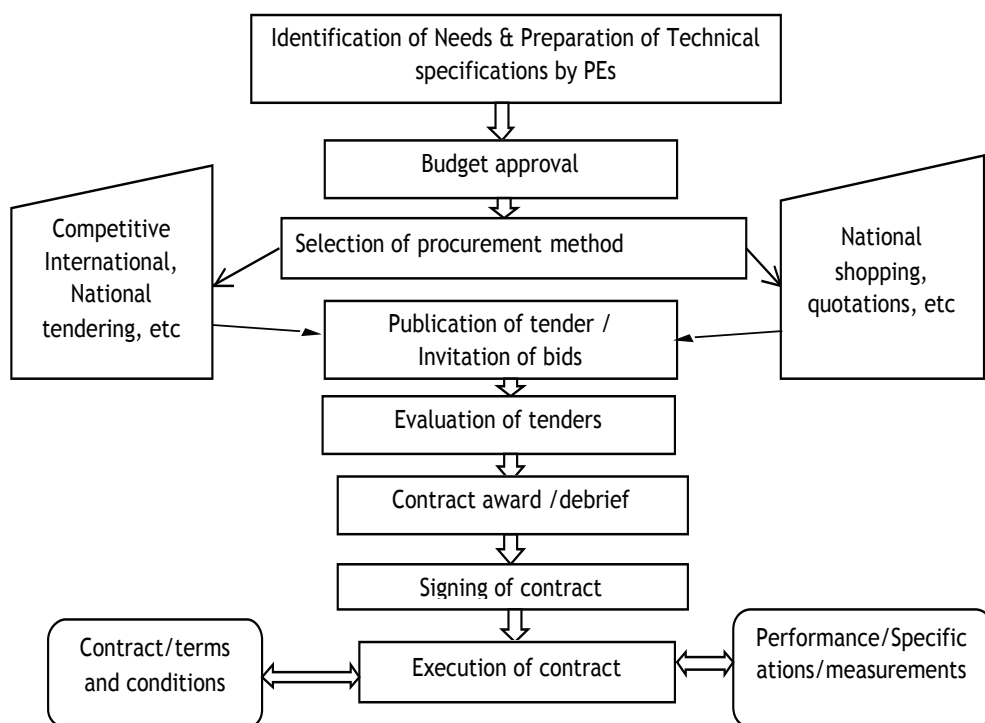 Identification of Needs & Preparation of Technical
specifications by PEs
Budget approval
Selection of procurement method
Competitive
International,
National
tendering, etc
National
shopping,
quotations, etc
Publication of tender /
Invitation of bids
Evaluation of tenders
Contract award /debrief
Signing of contract
Contract/terms
and conditions
Execution of contract
Performance/Specific
ations/measurements